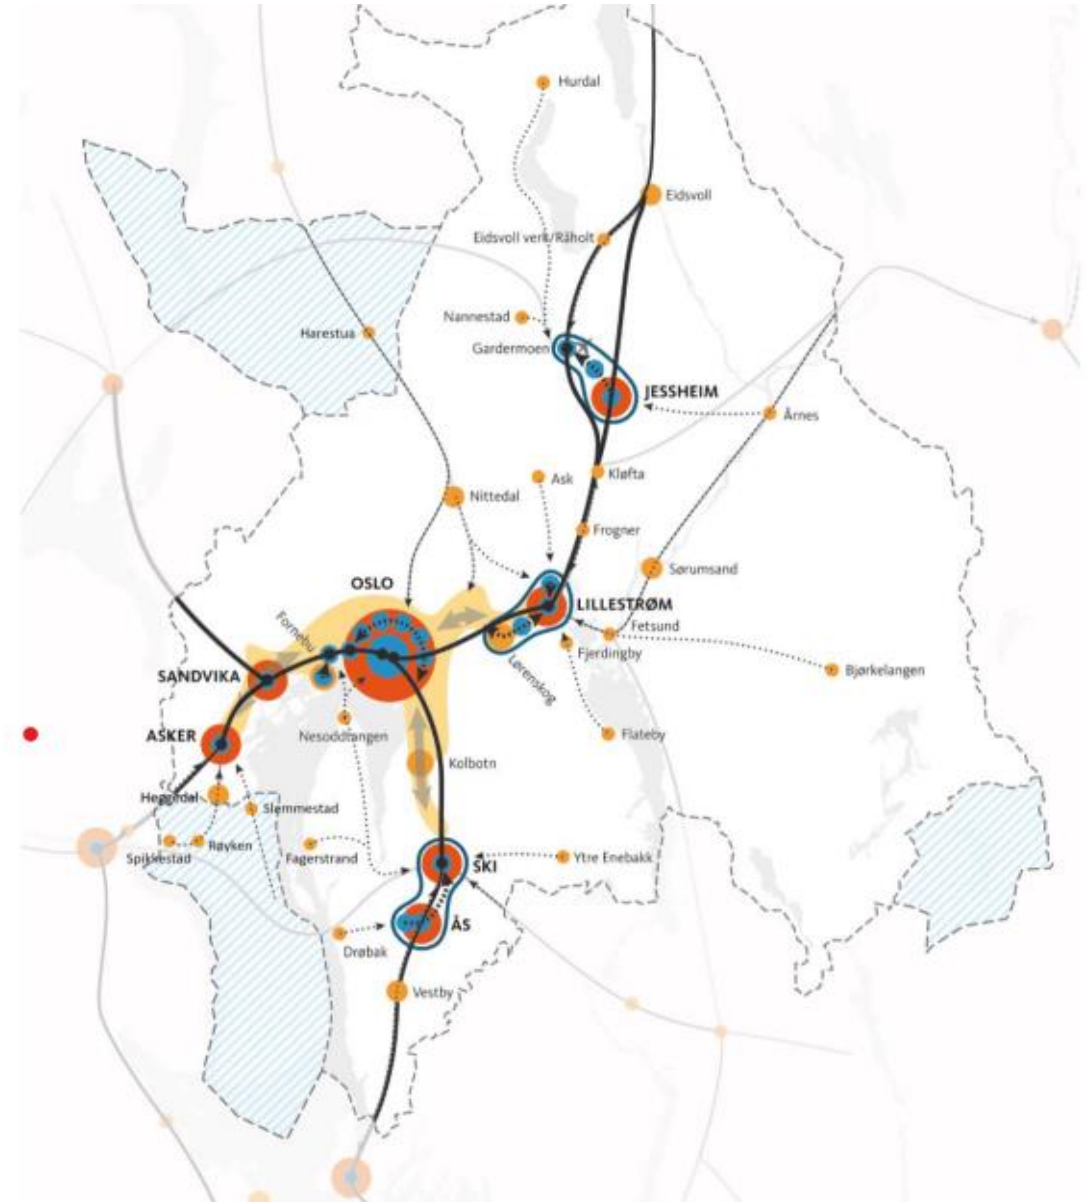 Hurdal
Eidsvoll
Eidsvoll verk/Råholt
Nannestad
Harestua
Gardermoen
JESSHEIM
Årnes
Ask
Kløfta
Nittedal
Frogner
Sørumsand
OSLO
LILLESTRØM
Fornebu
Fetsund
Fjerdingby
Lørenskog
Bjørkelangen
SANDVIKA
ASKER
Nesoddtangen
Flateby
Kolbotn
Heggedal
Slemmestad
Røyken
Spikkestad
Fagerstrand
Ytre Enebakk
SKI
ÅS
Drøbak
Vestby